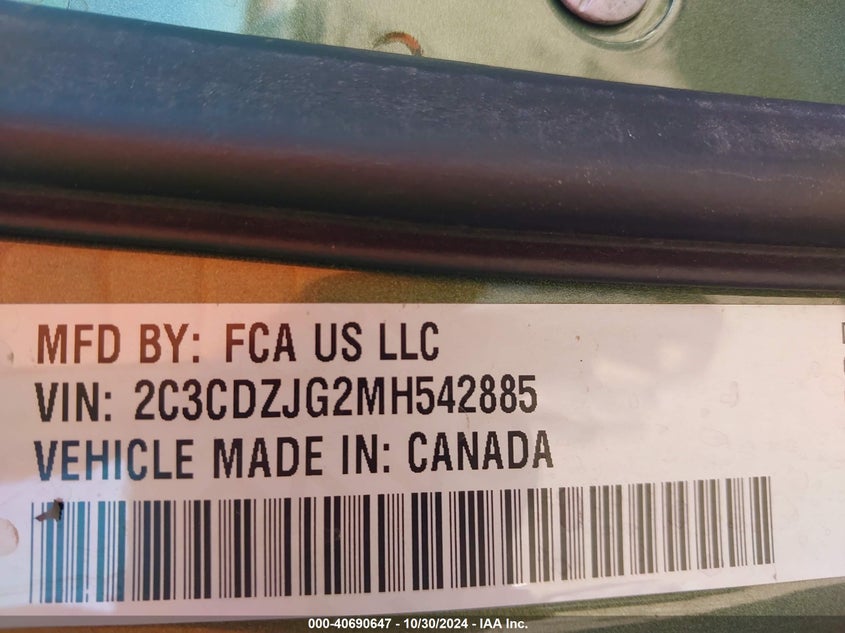 MFD BY: FCA US LLC
VIN: 2C3CDZJG2MH542885
VEHICLE MADE IN: CANADA
000-40690647 - 10/30/2024 - IAA Inc.